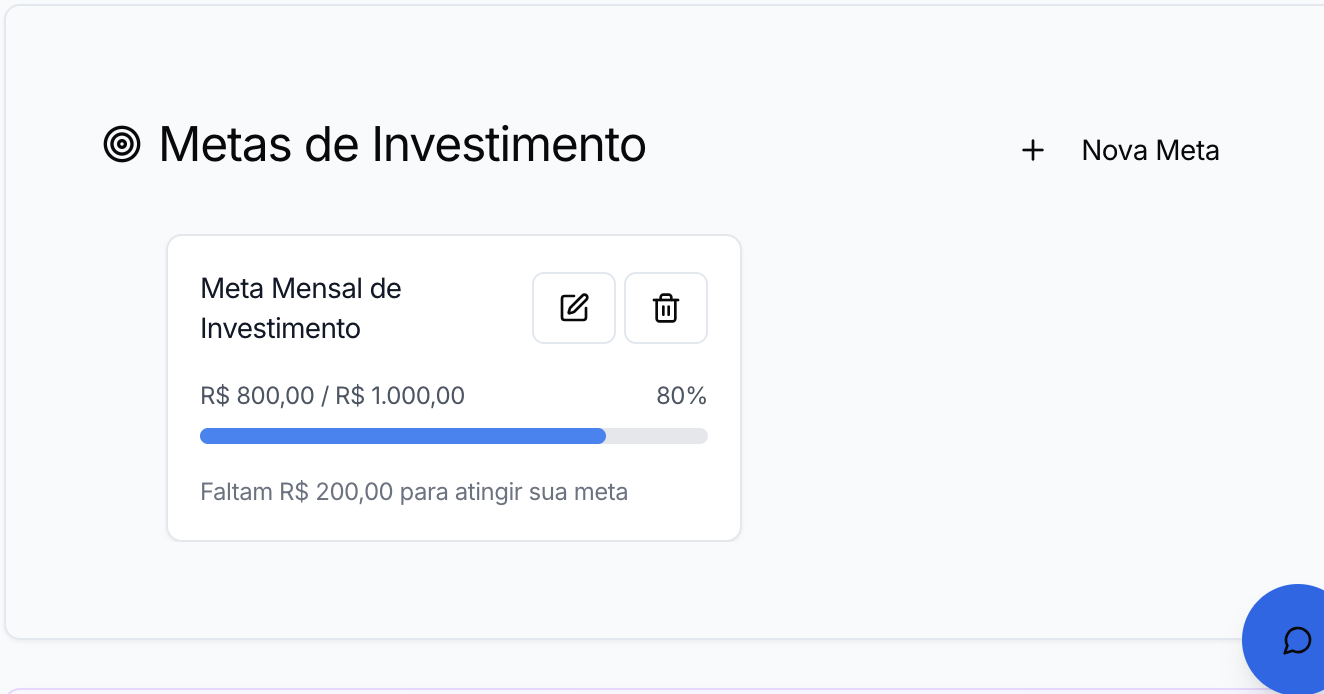 Metas de Investimento
Nova Meta
Meta Mensal de
Investimento
R$ 800,00 / R$ 1.000,00
80%
Faltam R$ 200,00 para atingir sua meta